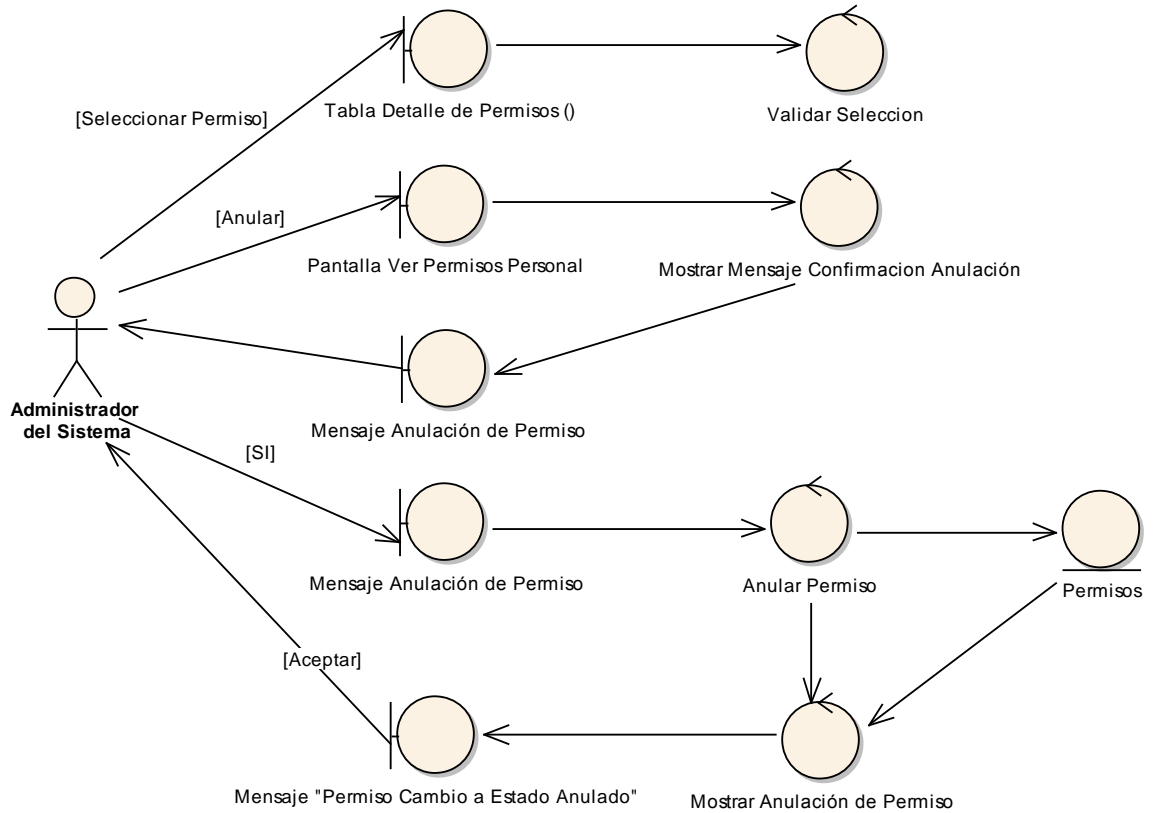 [Seleccionar Permiso]
Tabla Detalle de Permisos ()
Validar Seleccion
[Anular]
Pantalla Ver Permisos Personal
Mostrar Mensaje Confirmacion Anulación
Administrador
del Sistema
Mensaje Anulación de Permiso
[SI]
Mensaje Anulación de Permiso
Anular Permiso
Permisos
[Aceptar]
Mensaje "Permiso Cambio a Estado Anulado"
Mostrar Anulación de Permiso